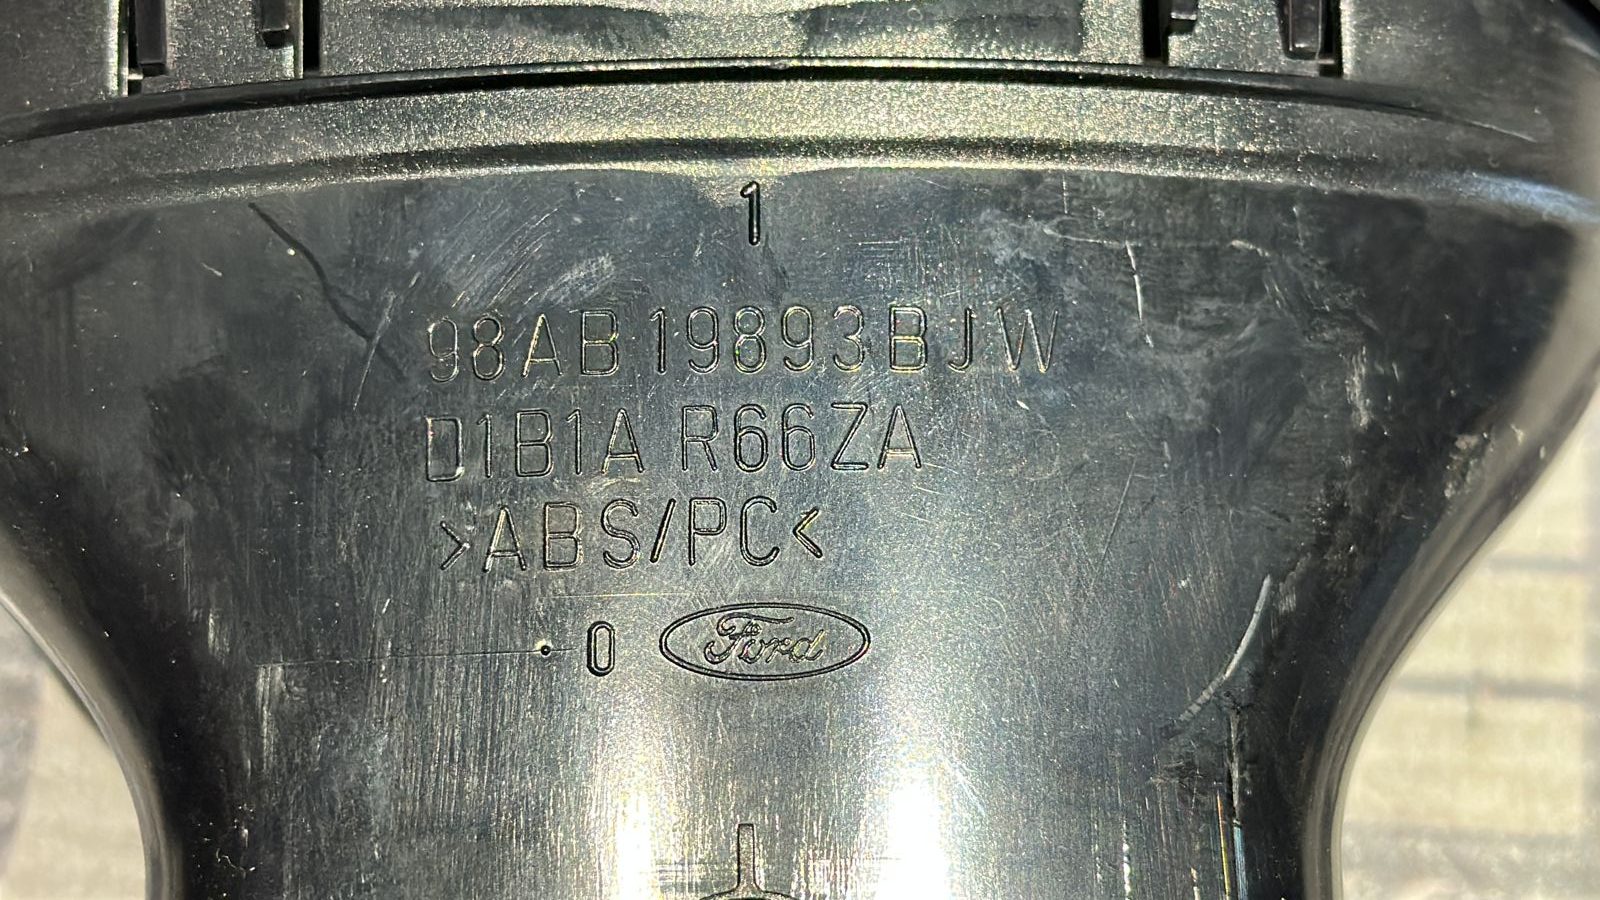 1
98AB 19893 BJW
D1B1A R66ZA
>ABS/PC<
0 Ford